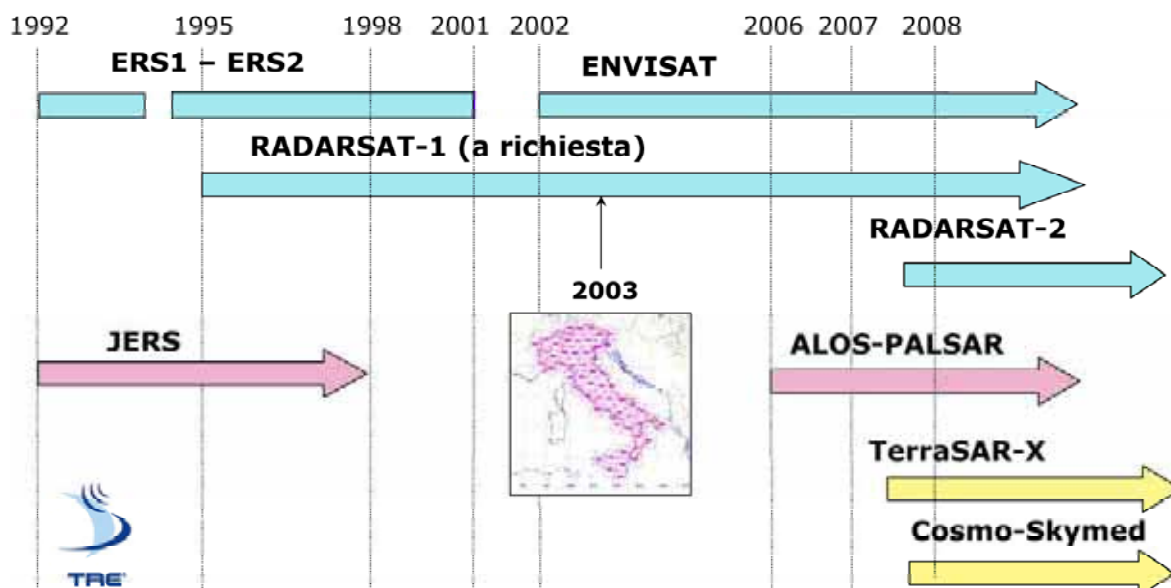 1992 1995 1998 2001 2002 2006 2007 2008
ERS1 – ERS2
ENVISAT
RADARSAT-1 (a richiesta)
RADARSAT-2
2003
JERS
ALOS-PALSAR
TerraSAR-X
Cosmo-Skymed
TRE